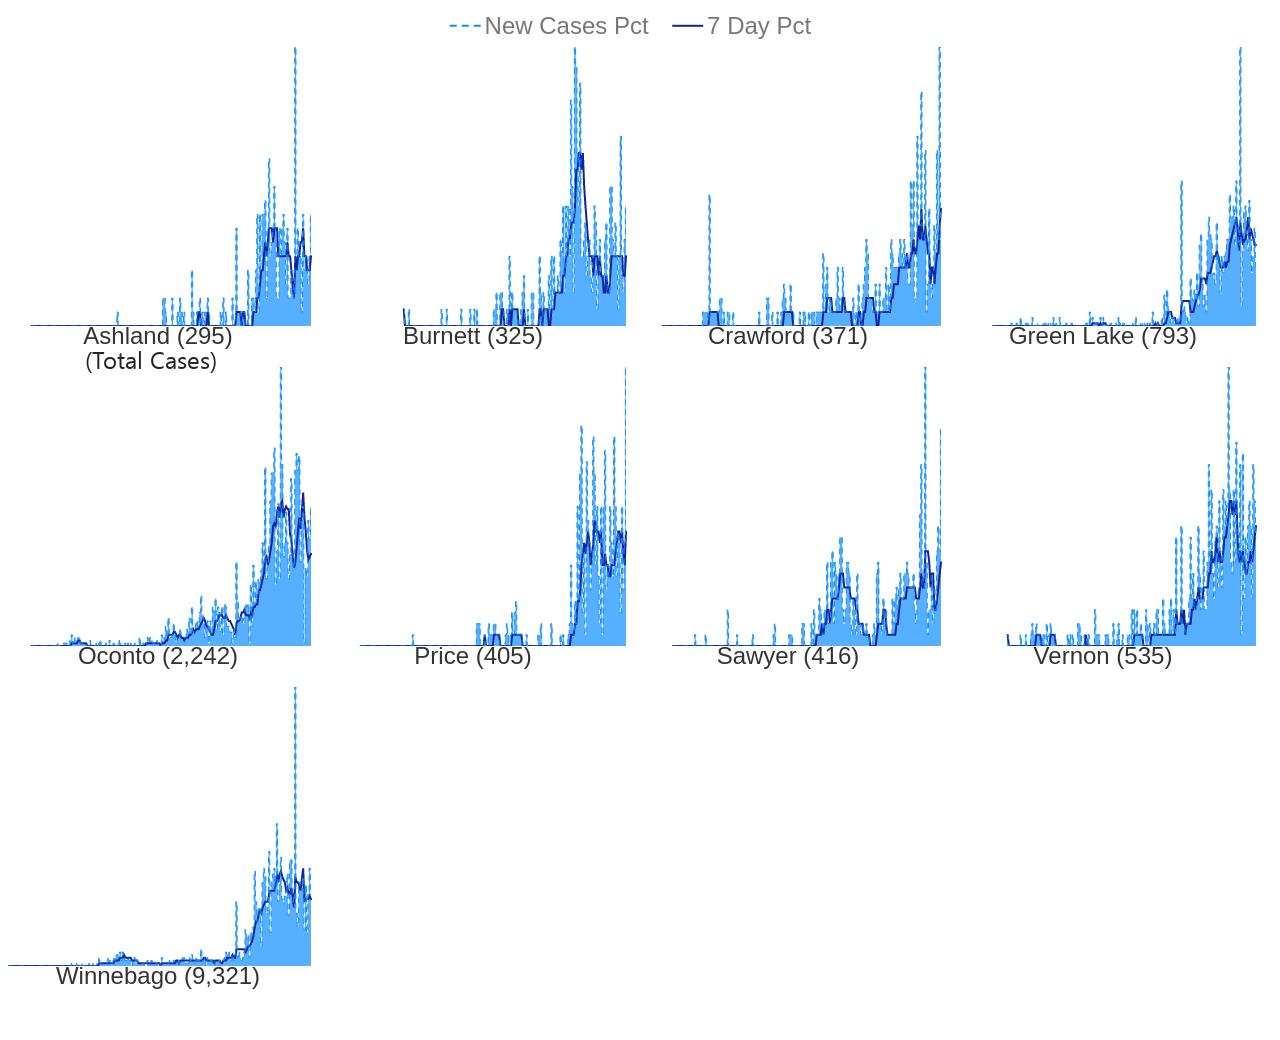 New Cases Pct 7 Day Pct
Ashland (295) Burnett (325) Crawford (371) Green Lake (793)
(Total Cases)
Oconto (2,242) Price (405) Sawyer (416) Vernon (535)
Winnebago (9,321)